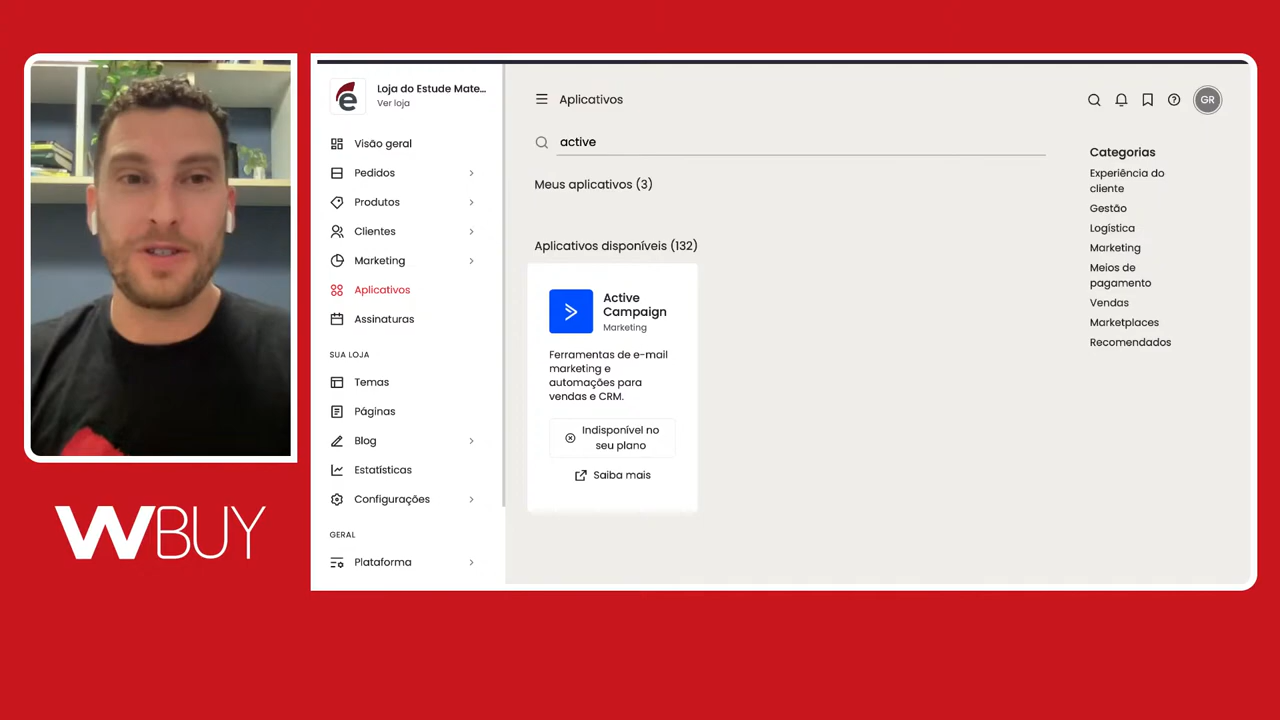 WBUY
Loja do Estude Mate...
Ver loja
Visão geral
Pedidos
Produtos
Clientes
Marketing
Aplicativos
Assinaturas
SUA LOJA
Temas
Páginas
Blog
Estatísticas
Configurações
GERAL
Plataforma
Aplicativos
GR
active
Meus aplicativos (3)
Aplicativos disponíveis (132)
Active
Campaign
Marketing
Ferramentas de e-mail
marketing e
automações para
vendas e CRM.
Indisponível no
seu plano
Saiba mais
Categorias
Experiência do
cliente
Gestão
Logística
Marketing
Meios de
pagamento
Vendas
Marketplaces
Recomendados